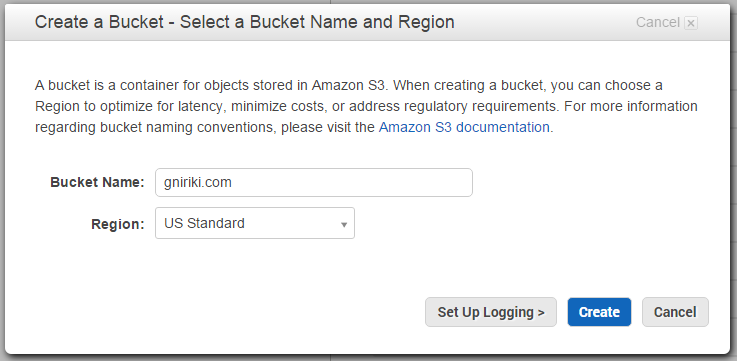 Create a Bucket - Select a Bucket Name and Region
Cancel x
A bucket is a container for objects stored in Amazon S3. When creating a bucket, you can choose a
Region to optimize for latency, minimize costs, or address regulatory requirements. For more information
regarding bucket naming conventions, please visit the Amazon S3 documentation.
Bucket Name: gniriki.com
Region: US Standard
Set Up Logging > Create Cancel